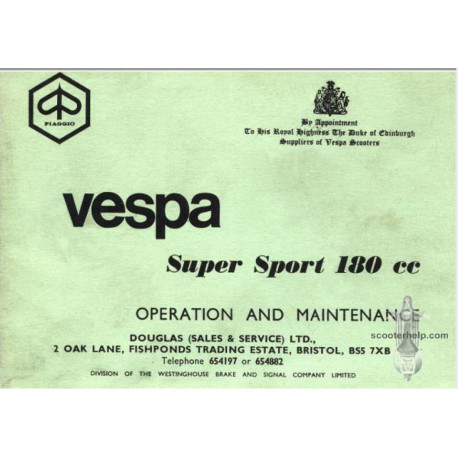 PIAGGIO
By Appointment
To His Royal Highness The Duke of Edinburgh
Suppliers of Vespa Scooters
vespa
Super Sport 180 cc
OPERATION AND MAINTENANCE
scooterhelp.com
DOUGLAS (SALES & SERVICE) LTD.,
2 OAK LANE, FISHPONDS TRADING ESTATE, BRISTOL, BS5 7XB
Telephone 654197 or 654882
DIVISION OF THE WESTINGHOUSE BRAKE AND SIGNAL COMPANY LIMITED